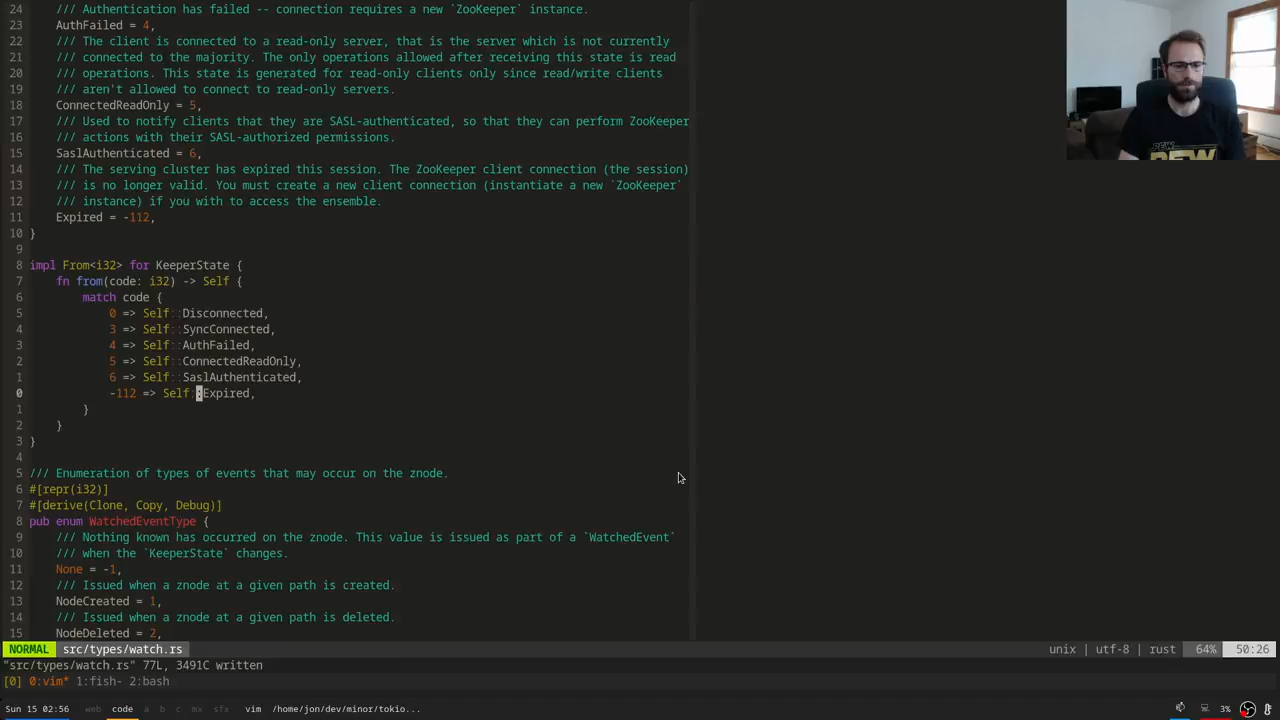 24 /// Authentication has failed -- connection requires a new `ZooKeeper` instance.
23 AuthFailed = 4,
22 /// The client is connected to a read-only server, that is the server which is not currently
21 /// connected to the majority. The only operations allowed after receiving this state is read
20 /// operations. This state is generated for read-only clients only since read/write clients
19 /// aren't allowed to connect to read-only servers.
18 ConnectedReadOnly = 5,
17 /// Used to notify clients that they are SASL-authenticated, so that they can perform ZooKeeper
16 /// actions with their SASL-authorized permissions.
15 SaslAuthenticated = 6,
14 /// The serving cluster has expired this session. The ZooKeeper client connection (the session)
13 /// is no longer valid. You must create a new client connection (instantiate a new `ZooKeeper`
12 /// instance) if you with to access the ensemble.
11 Expired = -112,
10 }
9
8 impl From<i32> for KeeperState {
7 fn from(code: i32) -> Self {
6 match code {
5 0 => Self::Disconnected,
4 3 => Self::SyncConnected,
3 4 => Self::AuthFailed,
2 5 => Self::ConnectedReadOnly,
1 6 => Self::SaslAuthenticated,
0 -112 => Self::Expired,
1 }
2 }
3 }
4
5 /// Enumeration of types of events that may occur on the znode.
6 #[repr(i32)]
7 #[derive(Clone, Copy, Debug)]
8 pub enum WatchedEventType {
9 /// Nothing known has occurred on the znode. This value is issued as part of a `WatchedEvent`
10 /// when the `KeeperState` changes.
11 None = -1,
12 /// Issued when a znode at a given path is created.
13 NodeCreated = 1,
14 /// Issued when a znode at a given path is deleted.
15 NodeDeleted = 2,
NORMAL src/types/watch.rs unix | utf-8 | rust 64% 50:26
"src/types/watch.rs" 77L, 3491C written
[0] 0:vim* 1:fish- 2:bash
Sun 15 02:56 web code a b c mx sfx vim /home/jon/dev/minor/tokio... 3%
PEW